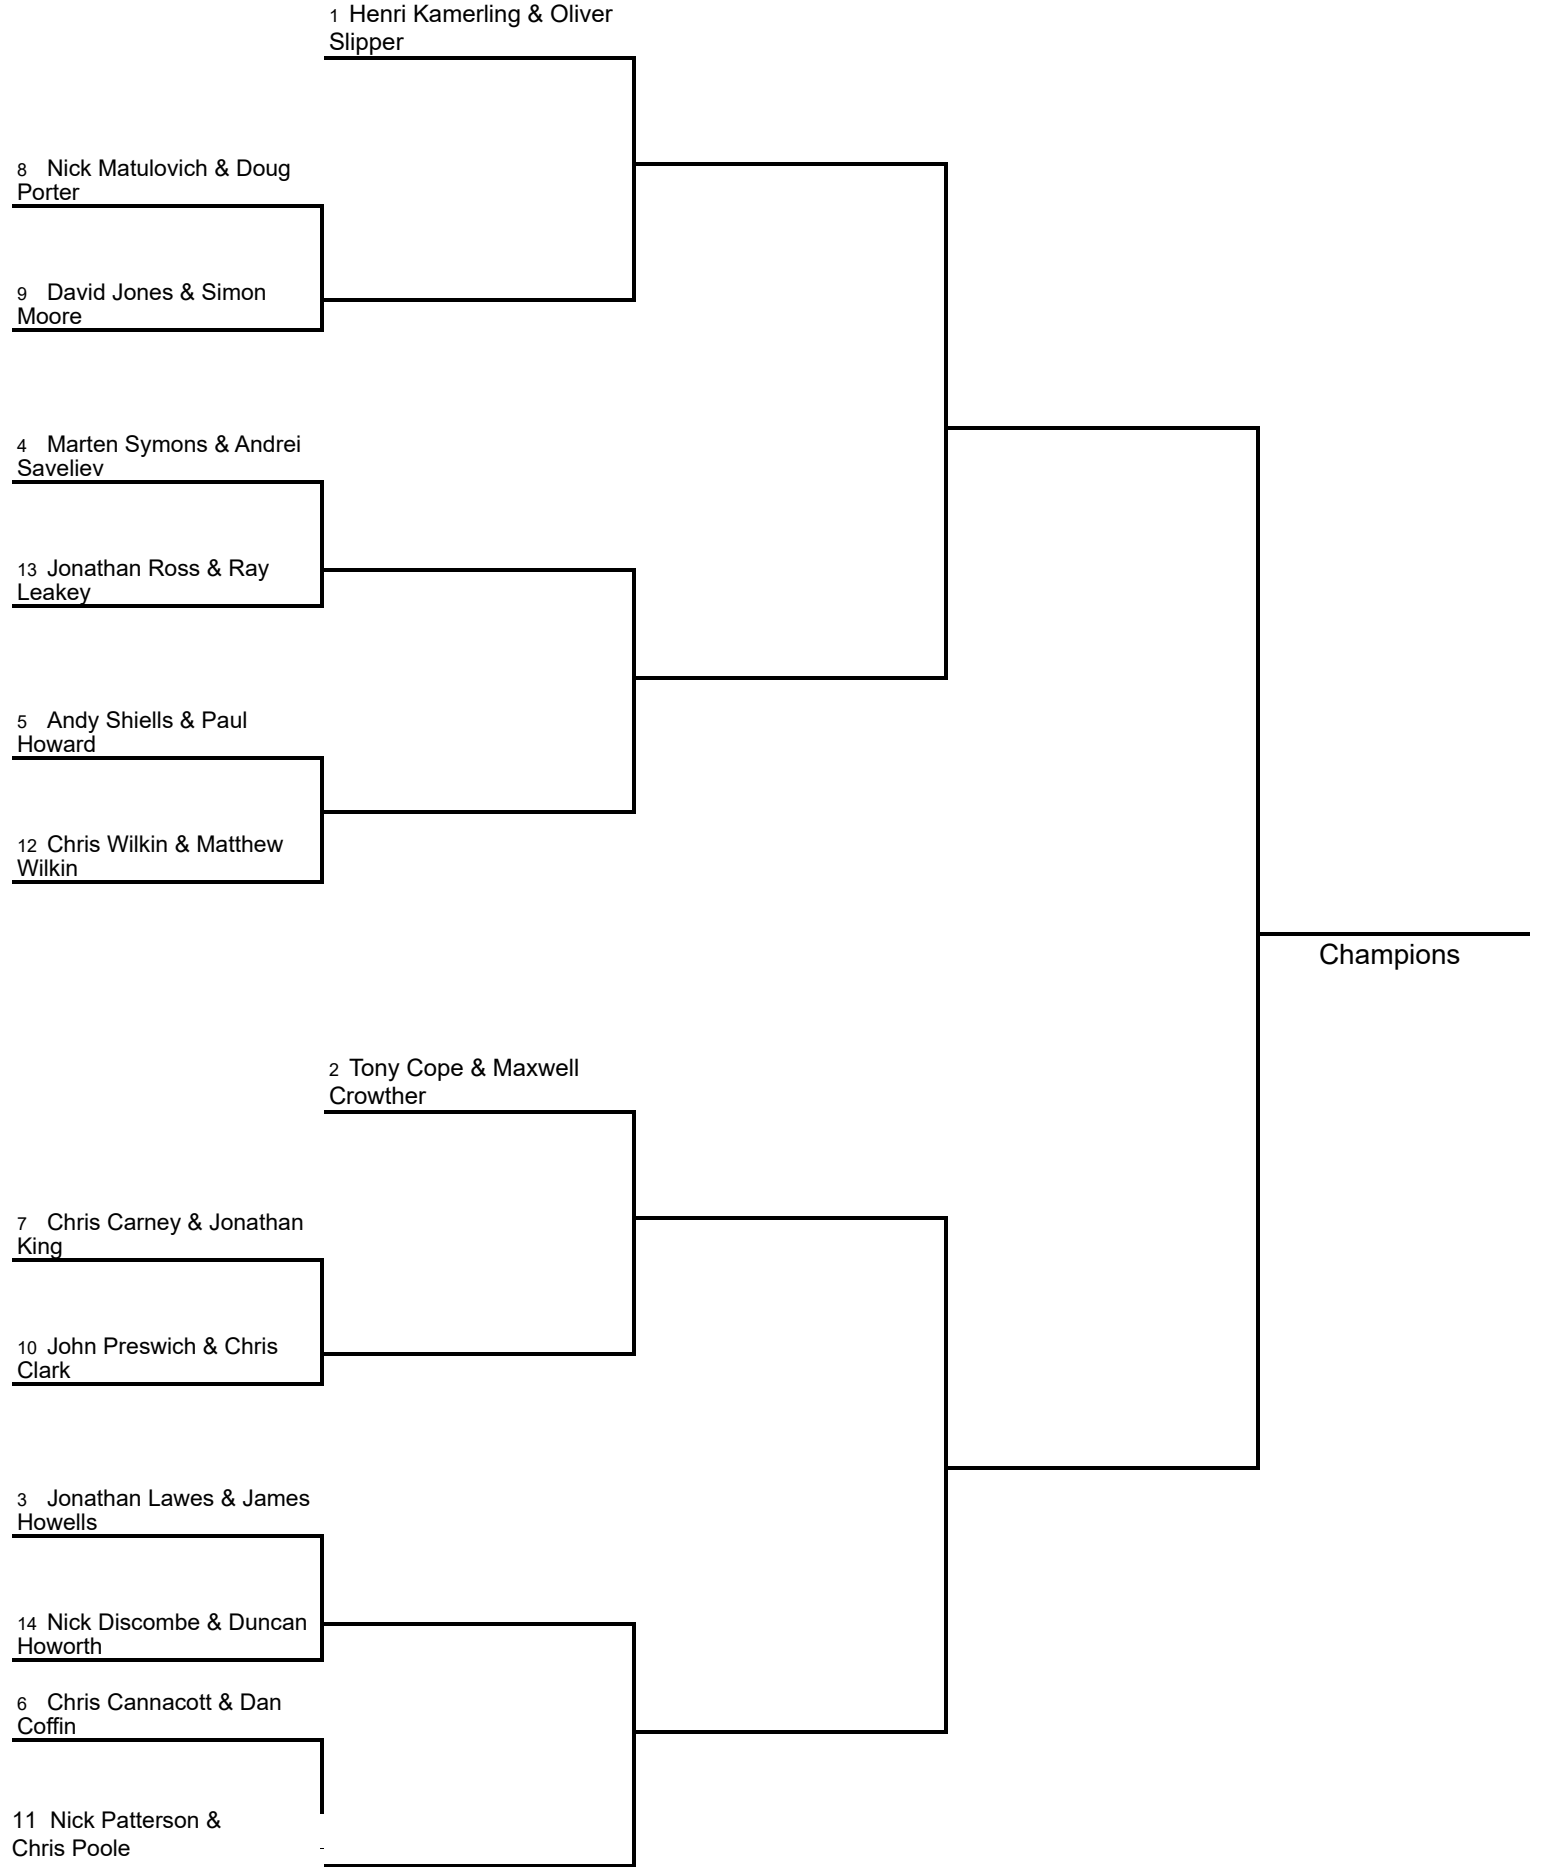 1 Henri Kamerling & Oliver
Slipper
8 Nick Matulovich & Doug
Porter
9 David Jones & Simon
Moore
4 Marten Symons & Andrei
Saveliev
13 Jonathan Ross & Ray
Leakey
5 Andy Shiells & Paul
Howard
12 Chris Wilkin & Matthew
Wilkin
Champions
2 Tony Cope & Maxwell
Crowther
7 Chris Carney & Jonathan
King
10 John Preswich & Chris
Clark
3 Jonathan Lawes & James
Howells
14 Nick Discombe & Duncan
Howorth
6 Chris Cannacott & Dan
Coffin
11 Nick Patterson &
Chris Poole